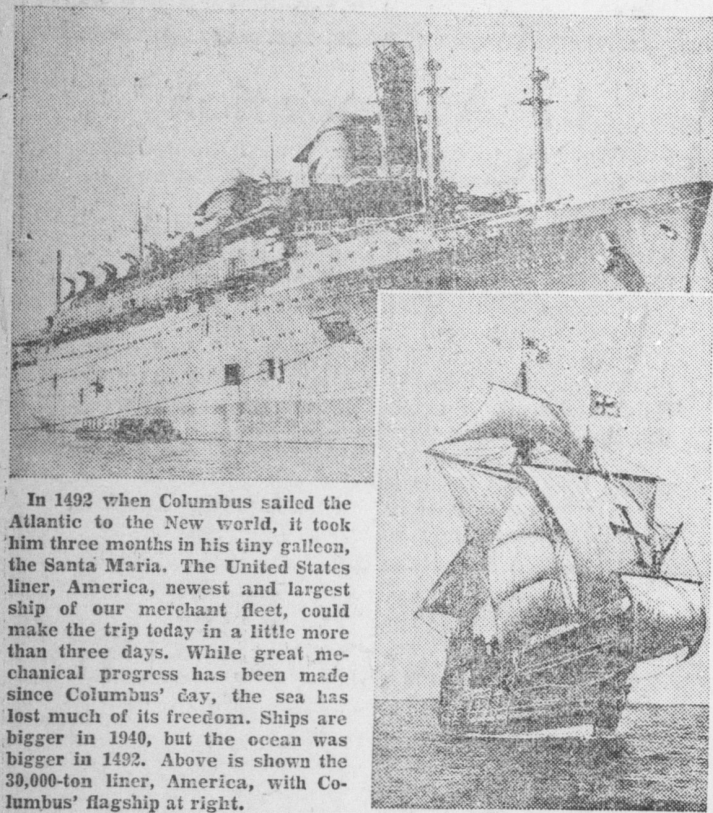 In 1492 when Columbus sailed the
Atlantic to the New world, it took
him three months in his tiny galleon,
the Santa Maria. The United States
liner, America, newest and largest
ship of our merchant fleet, could
make the trip today in a little more
than three days. While great me-
chanical progress has been made
since Columbus' day, the sea has
lost much of its freedom. Ships are
bigger in 1940, but the ocean was
bigger in 1492. Above is shown the
30,000-ton liner, America, with Co-
lumbus' flagship at right.